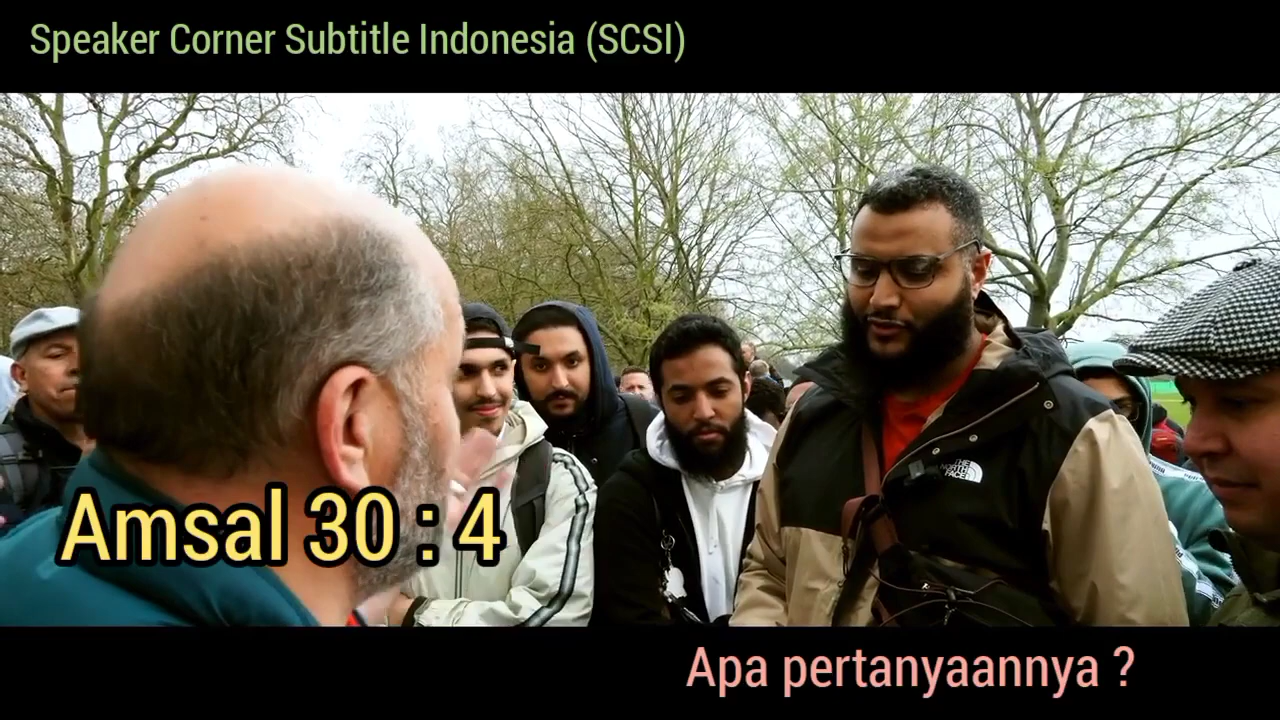 Speaker Corner Subtitle Indonesia (SCSI)
THE
NORTH
FACE
Amsal 30 : 4
Apa pertanyaannya ?